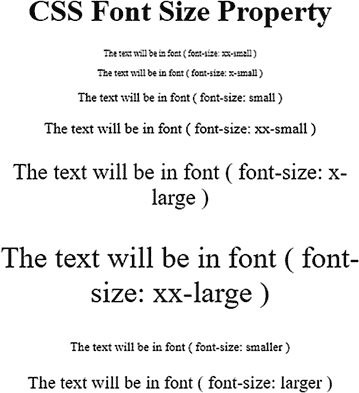 CSS Font Size Property
The text will be in font ( font-size: xx-small )
The text will be in font ( font-size: x-small )
The text will be in font ( font-size: small )
The text will be in font ( font-size: xx-small )
The text will be in font ( font-size: x-
large )
The text will be in font ( font-
size: xx-large )
The text will be in font ( font-size: smaller )
The text will be in font ( font-size: larger )